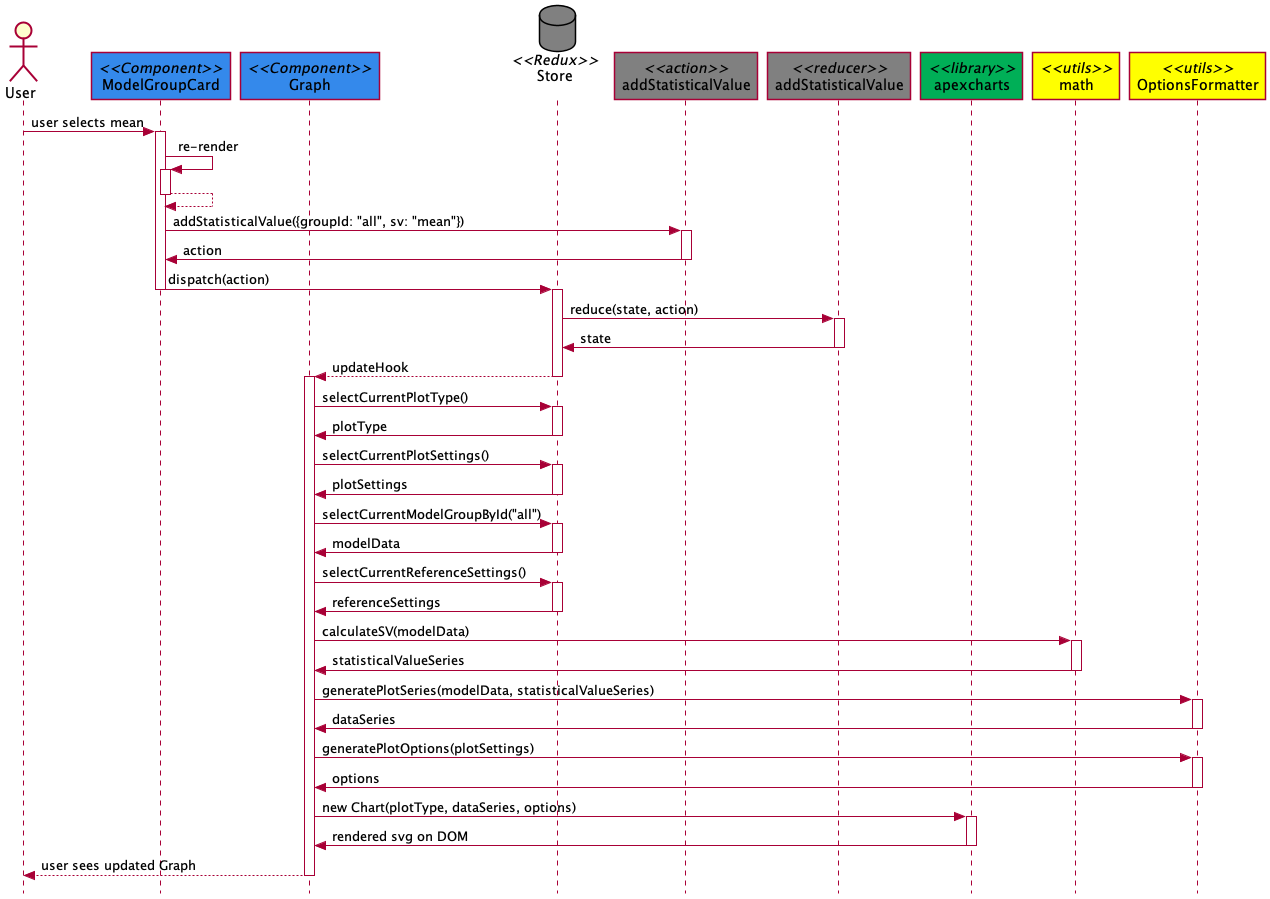 <<Redux>>
Store
User
<<Component>>
ModelGroupCard
<<Component>>
Graph
<<action>>
addStatisticalValue
<<reducer>>
addStatisticalValue
<<library>>
apexcharts
<<utils>>
math
<<utils>>
OptionsFormatter
user selects mean
re-render
addStatisticalValue({groupId: "all", sv: "mean"})
action
dispatch(action)
reduce(state, action)
state
updateHook
selectCurrentPlotType()
plotType
selectCurrentPlotSettings()
plotSettings
selectCurrentModelGroupById("all")
modelData
selectCurrentReferenceSettings()
referenceSettings
calculateSV(modelData)
statisticalValueSeries
generatePlotSeries(modelData, statisticalValueSeries)
dataSeries
generatePlotOptions(plotSettings)
options
new Chart(plotType, dataSeries, options)
rendered svg on DOM
user sees updated Graph